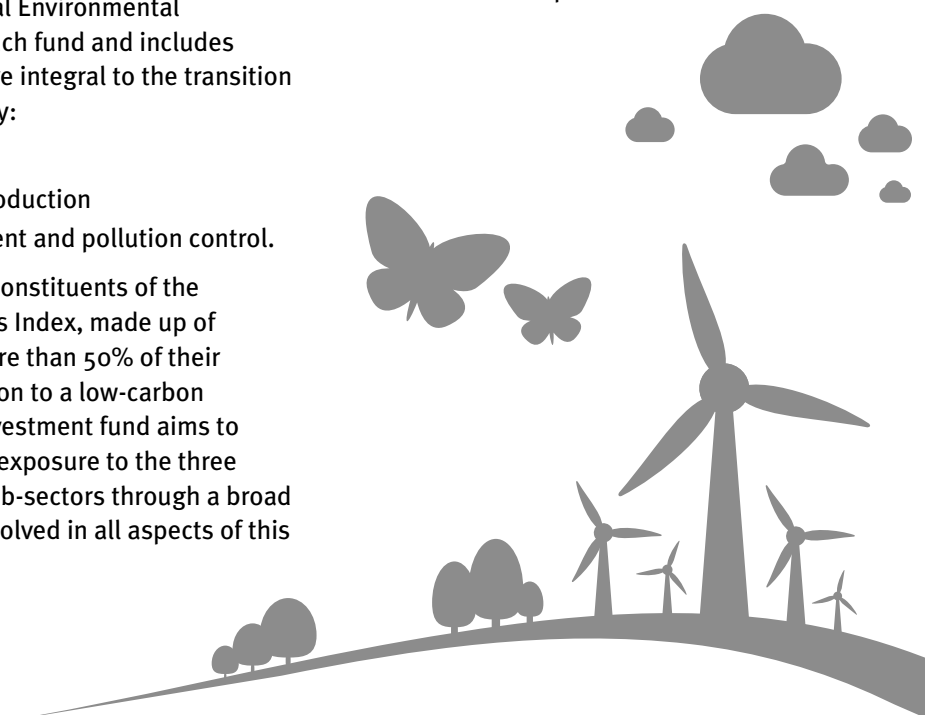 al Environmental
ch fund and includes
e integral to the transition
y:
oduction
ent and pollution control.
onstituents of the
s Index, made up of
re than 50% of their
on to a low-carbon
vestment fund aims to
exposure to the three
b-sectors through a broad
olved in all aspects of this